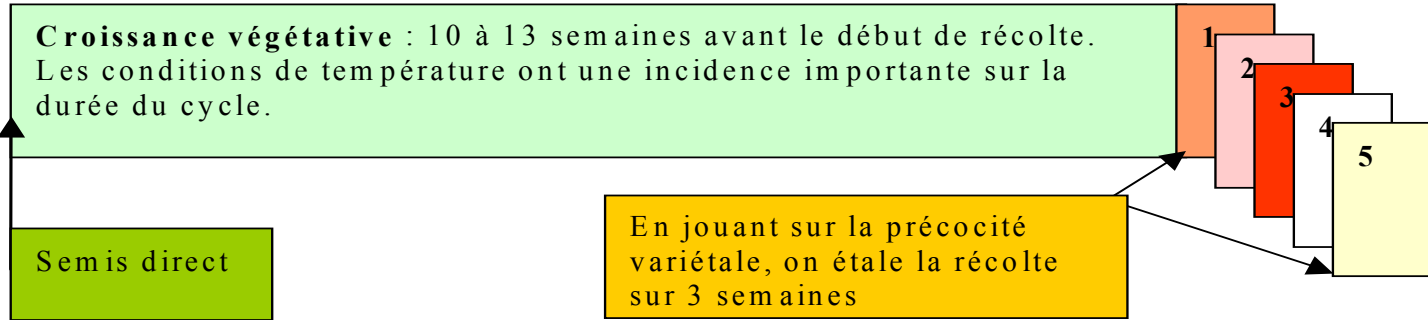 Croissance végétative : 10 à 13 semaines avant le début de récolte.
Les conditions de température ont une incidence importante sur la
durée du cycle.
1
2
3
4
5
Semis direct
En jouant sur la précocité
variétale, on étale la récolte
sur 3 semaines